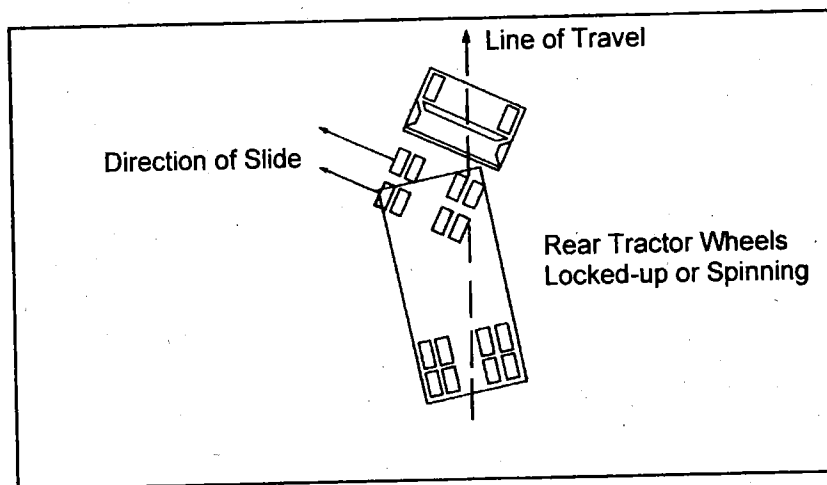 Line of Travel
Direction of Slide
Rear Tractor Wheels
Locked-up or Spinning